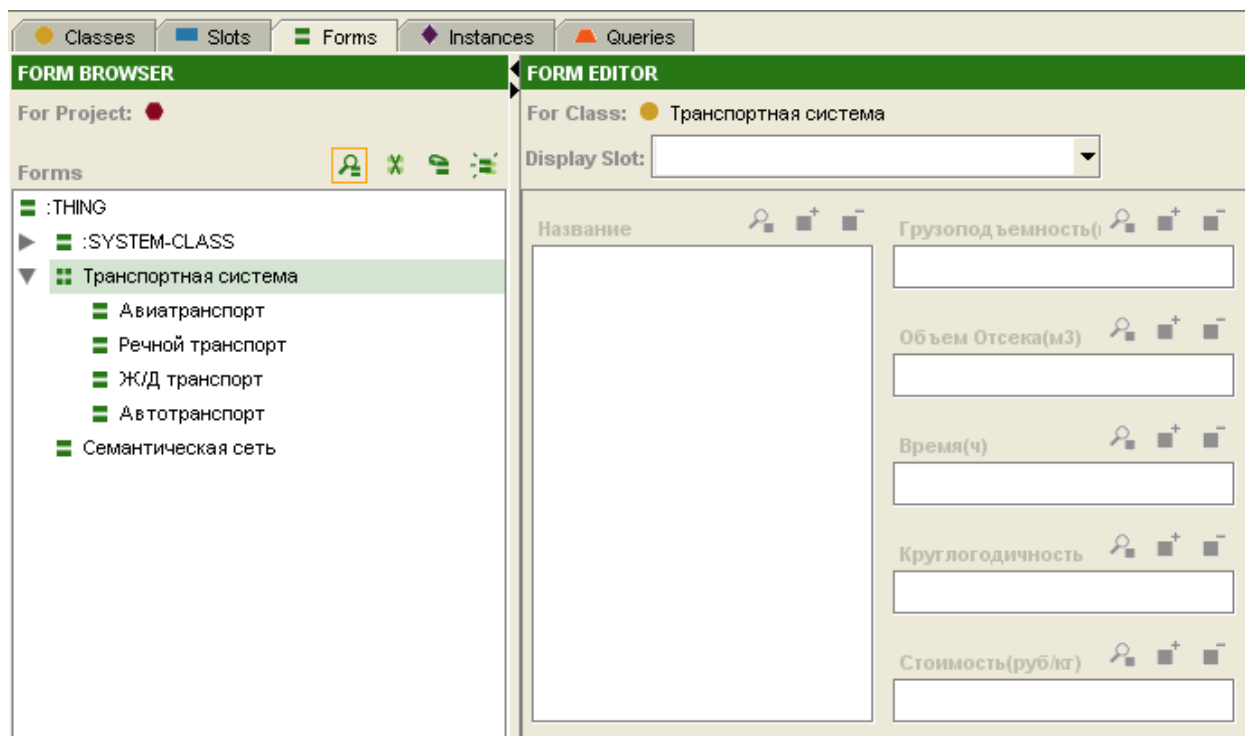 Classes Slots Forms Instances Queries
FORM BROWSER
For Project:
Forms
:THING
:SYSTEM-CLASS
Транспортная система
Авиатранспорт
Речной транспорт
Ж/Д транспорт
Автотранспорт
Семантическая сеть
FORM EDITOR
For Class: Транспортная система
Display Slot:
Название
Грузоподъемность(
Объем Отсека(м3)
Время(ч)
Круглогодичность
Стоимость(руб/кг)